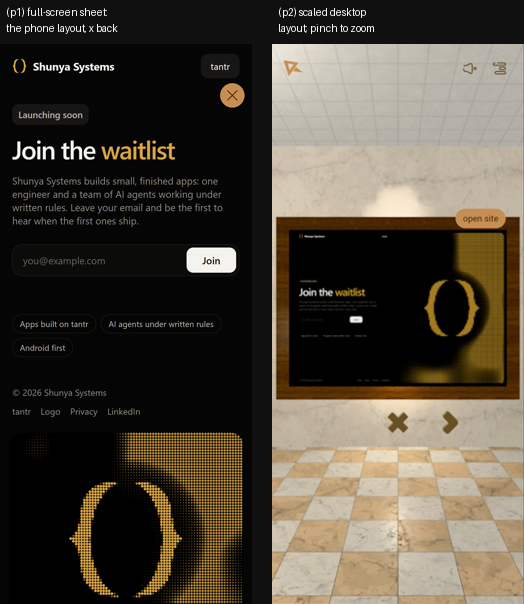 (p1) full-screen sheet
the phone layout, x back
(p2) scaled desktop
layout; pinch to zoom
Shunya Systems
tantr
Launching soon
Join the waitlist
Shunya Systems builds small, finished apps: one
engineer and a team of AI agents working under
written rules. Leave your email and be the first to
hear when the first ones ship.
you@example.com
Join
Apps built on tantr
AI agents under written rules
Android first
© 2026 Shunya Systems
tantr Logo Privacy LinkedIn
open site
Shunya Systems
Join the waitlist